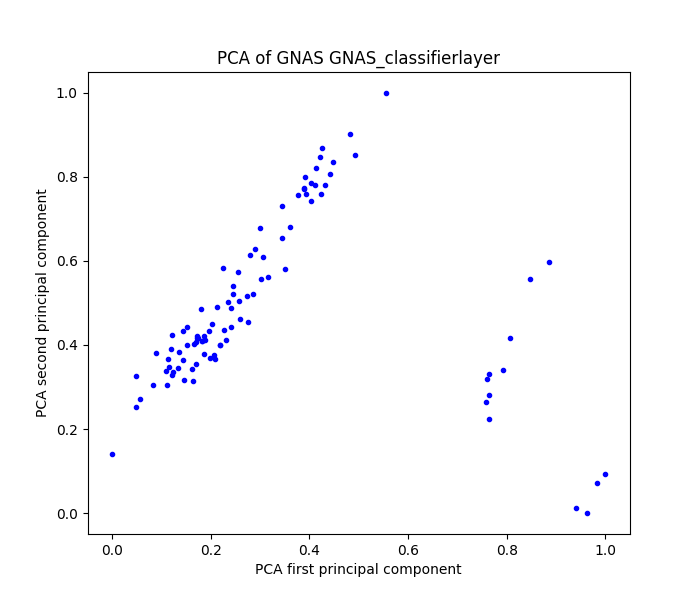 PCA of GNAS GNAS_classifierlayer
1.0
0.8
0.6
0.4
0.2
0.0
PCA second principal component
0.0 0.2 0.4 0.6 0.8 1.0
PCA first principal component